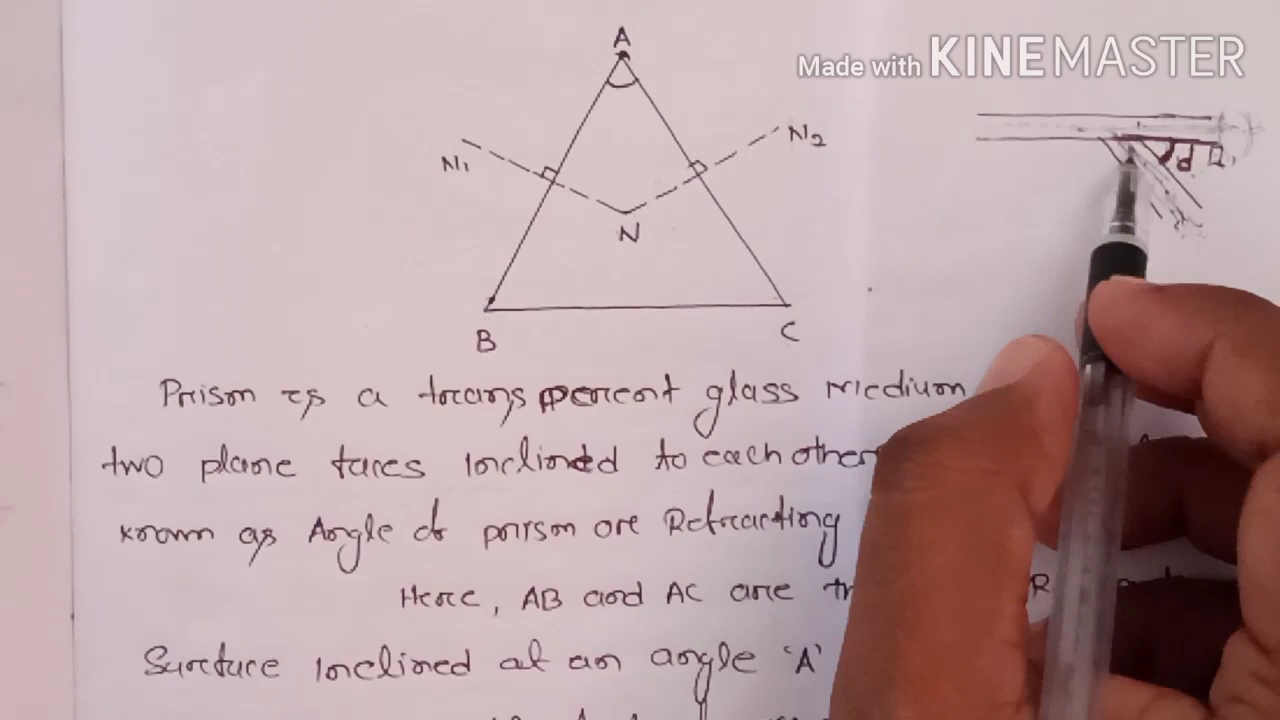 Made with KINEMASTER
A
N1
N2
N
d
B
C
Prism is a transparent glass medium
two plane faces inclined to each other
known as Angle of prism or Refracting
Here, AB and AC are
R
Surface inclined at an angle 'A'